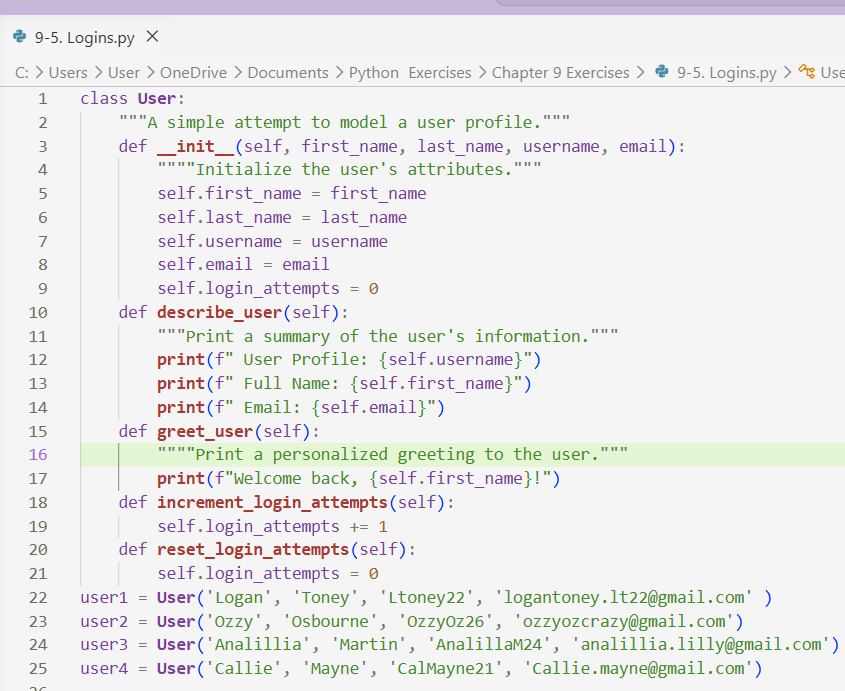 9-5. Logins.py
C: > Users > User > OneDrive > Documents > Python Exercises > Chapter 9 Exercises > 9-5. Logins.py > Use
1 class User:
2 """A simple attempt to model a user profile."""
3 def __init__(self, first_name, last_name, username, email):
4 """"Initialize the user's attributes."""
5 self.first_name = first_name
6 self.last_name = last_name
7 self.username = username
8 self.email = email
9 self.login_attempts = 0
10 def describe_user(self):
11 """Print a summary of the user's information."""
12 print(f" User Profile: {self.username}")
13 print(f" Full Name: {self.first_name}")
14 print(f" Email: {self.email}")
15 def greet_user(self):
16 """"Print a personalized greeting to the user."""
17 print(f"Welcome back, {self.first_name}!")
18 def increment_login_attempts(self):
19 self.login_attempts += 1
20 def reset_login_attempts(self):
21 self.login_attempts = 0
22 user1 = User('Logan', 'Toney', 'Ltoney22', 'logantoney.lt22@gmail.com' )
23 user2 = User('Ozzy', 'Osbourne', 'OzzyOz26', 'ozzyozcrazy@gmail.com')
24 user3 = User('Analillia', 'Martin', 'AnalillaM24', 'analillia.lilly@gmail.com')
25 user4 = User('Callie', 'Mayne', 'CalMayne21', 'Callie.mayne@gmail.com')